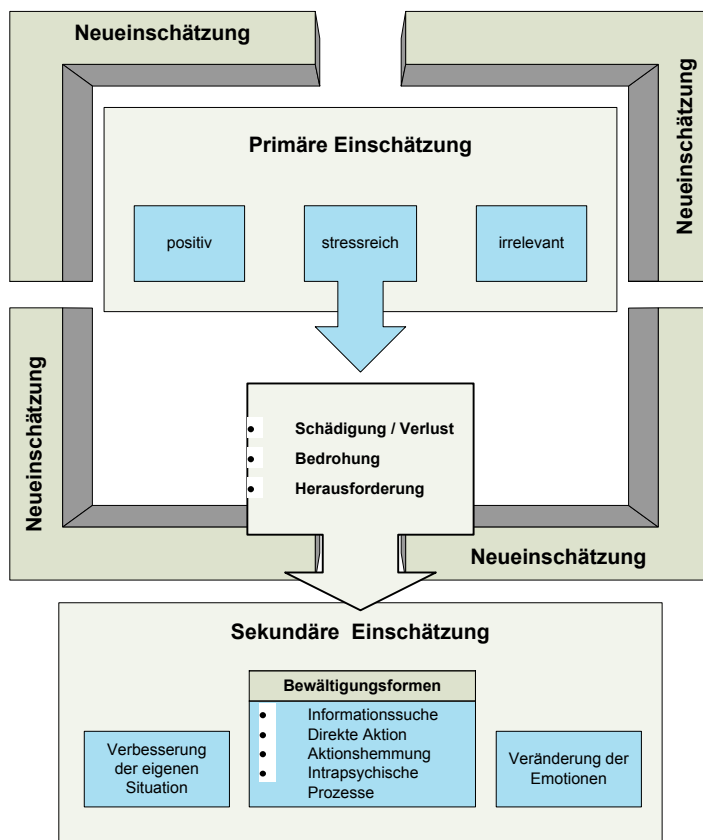 Neueinschätzung
Neueinschätzung
Primäre Einschätzung
positiv
stressreich
irrelevant
Neueinschätzung
• Schädigung / Verlust
• Bedrohung
• Herausforderung
Neueinschätzung
Sekundäre Einschätzung
Verbesserung
der eigenen
Situation
Bewältigungsformen
• Informationssuche
• Direkte Aktion
• Aktionshemmung
• Intrapsychische
Prozesse
Veränderung der
Emotionen